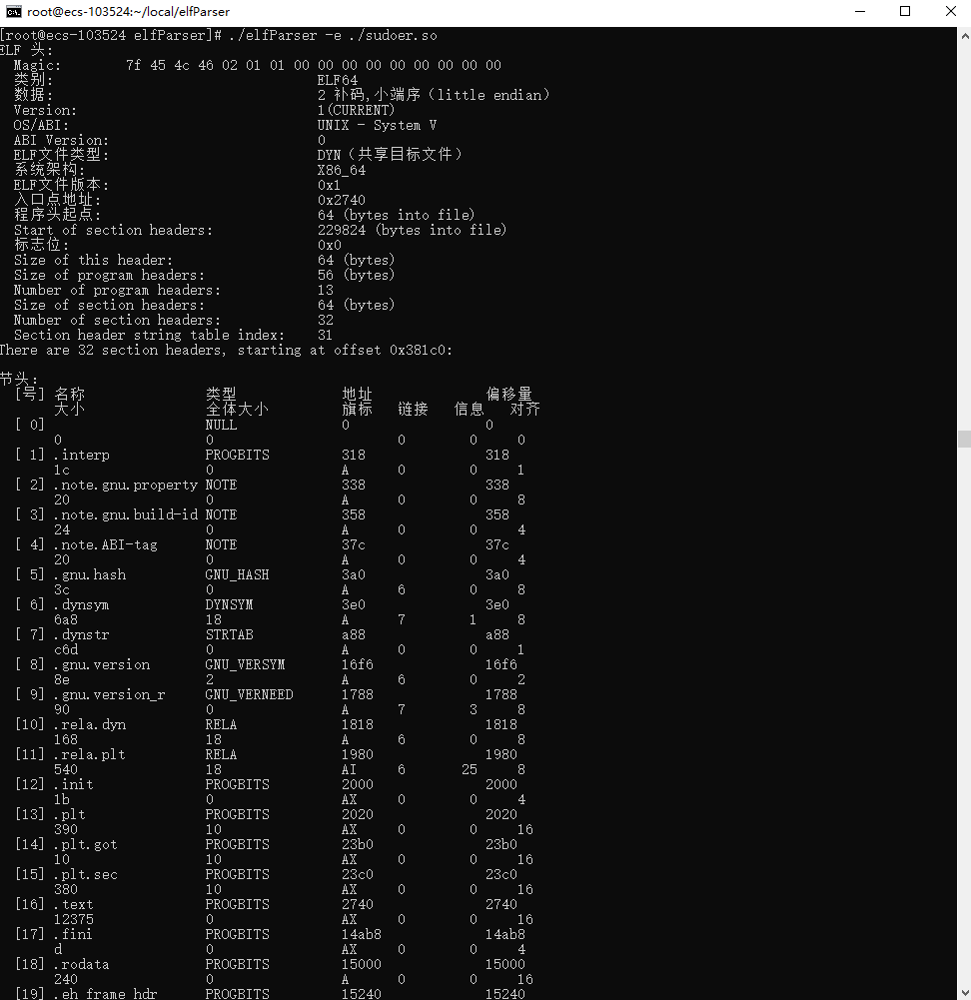 root@ecs-103524:~/local/elfParser
[root@ecs-103524 elfParser]# ./elfParser -e ./sudoer.so
ELF 头:
Magic: 7f 45 4c 46 02 01 01 00 00 00 00 00 00 00 00 00
类别: ELF64
数据: 2 补码,小端序（little endian）
Version: 1(CURRENT)
OS/ABI: UNIX - System V
ABI Version: 0
ELF文件类型: DYN（共享目标文件）
系统架构: X86_64
ELF文件版本: 0x1
入口点地址: 0x2740
程序头起点: 64 (bytes into file)
Start of section headers: 229824 (bytes into file)
标志位: 0x0
Size of this header: 64 (bytes)
Size of program headers: 56 (bytes)
Number of program headers: 13
Size of section headers: 64 (bytes)
Number of section headers: 32
Section header string table index: 31
There are 32 section headers, starting at offset 0x381c0:
节头:
[号] 名称 类型 地址 偏移量
大小 全体大小 旗标 链接 信息 对齐
[ 0] NULL 0 0
0 0 0 0 0
[ 1] .interp PROGBITS 318 318
1c 0 A 0 0 1
[ 2] .note.gnu.property NOTE 338 338
20 0 A 0 0 8
[ 3] .note.gnu.build-id NOTE 358 358
24 0 A 0 0 4
[ 4] .note.ABI-tag NOTE 37c 37c
20 0 A 0 0 4
[ 5] .gnu.hash GNU_HASH 3a0 3a0
3c 0 A 6 0 8
[ 6] .dynsym DYNSYM 3e0 3e0
6a8 18 A 7 1 8
[ 7] .dynstr STRTAB a88 a88
c6d 0 A 0 0 1
[ 8] .gnu.version GNU_VERSYM 16f6 16f6
8e 2 A 6 0 2
[ 9] .gnu.version_r GNU_VERNEED 1788 1788
90 0 A 7 3 8
[10] .rela.dyn RELA 1818 1818
168 18 A 6 0 8
[11] .rela.plt RELA 1980 1980
540 18 AI 6 25 8
[12] .init PROGBITS 2000 2000
1b 0 AX 0 0 4
[13] .plt PROGBITS 2020 2020
390 10 AX 0 0 16
[14] .plt.got PROGBITS 23b0 23b0
10 10 AX 0 0 16
[15] .plt.sec PROGBITS 23c0 23c0
380 10 AX 0 0 16
[16] .text PROGBITS 2740 2740
12375 0 AX 0 0 16
[17] .fini PROGBITS 14ab8 14ab8
d 0 AX 0 0 4
[18] .rodata PROGBITS 15000 15000
240 0 A 0 0 16
[19] .eh_frame_hdr PROGBITS 15240 15240